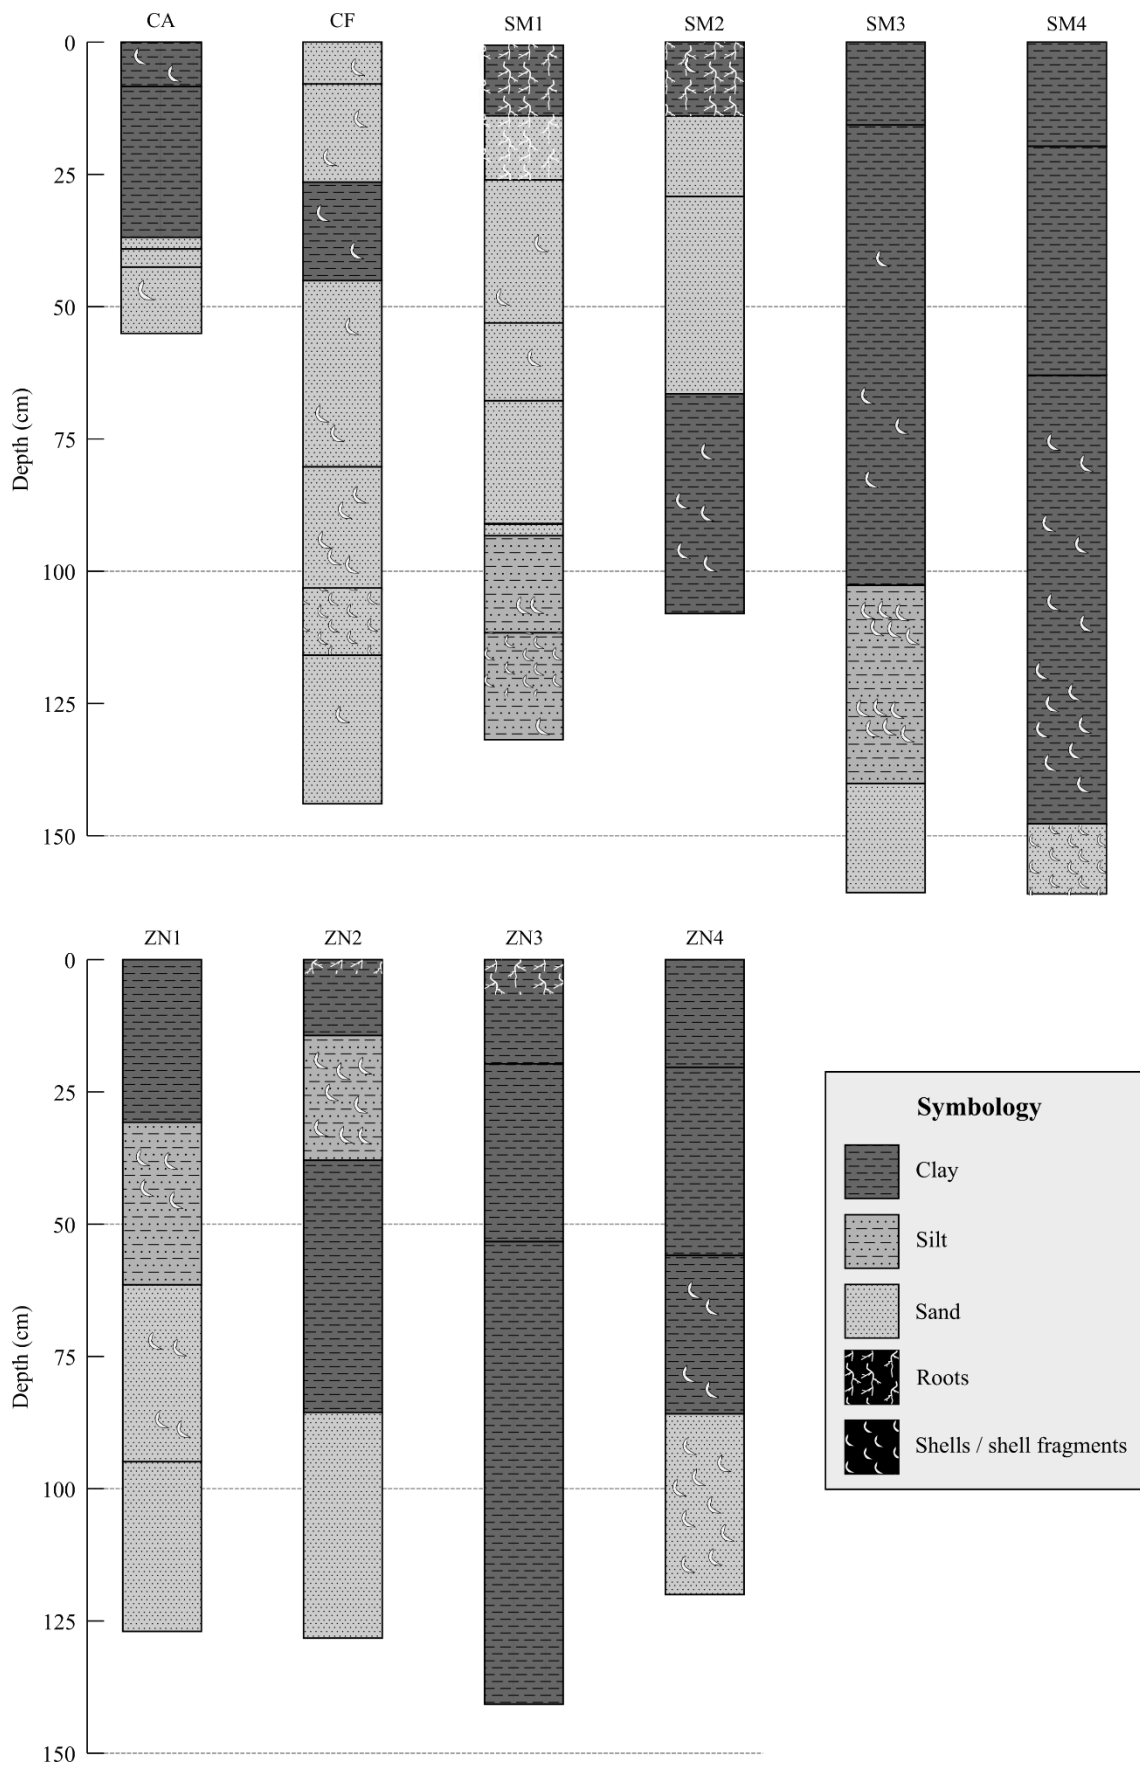 CA CF SM1 SM2 SM3 SM4
0
25
50
75
100
125
150
Depth (cm)
ZN1 ZN2 ZN3 ZN4
0
25
50
75
100
125
150
Depth (cm)
Symbology
Clay
Silt
Sand
Roots
Shells / shell fragments